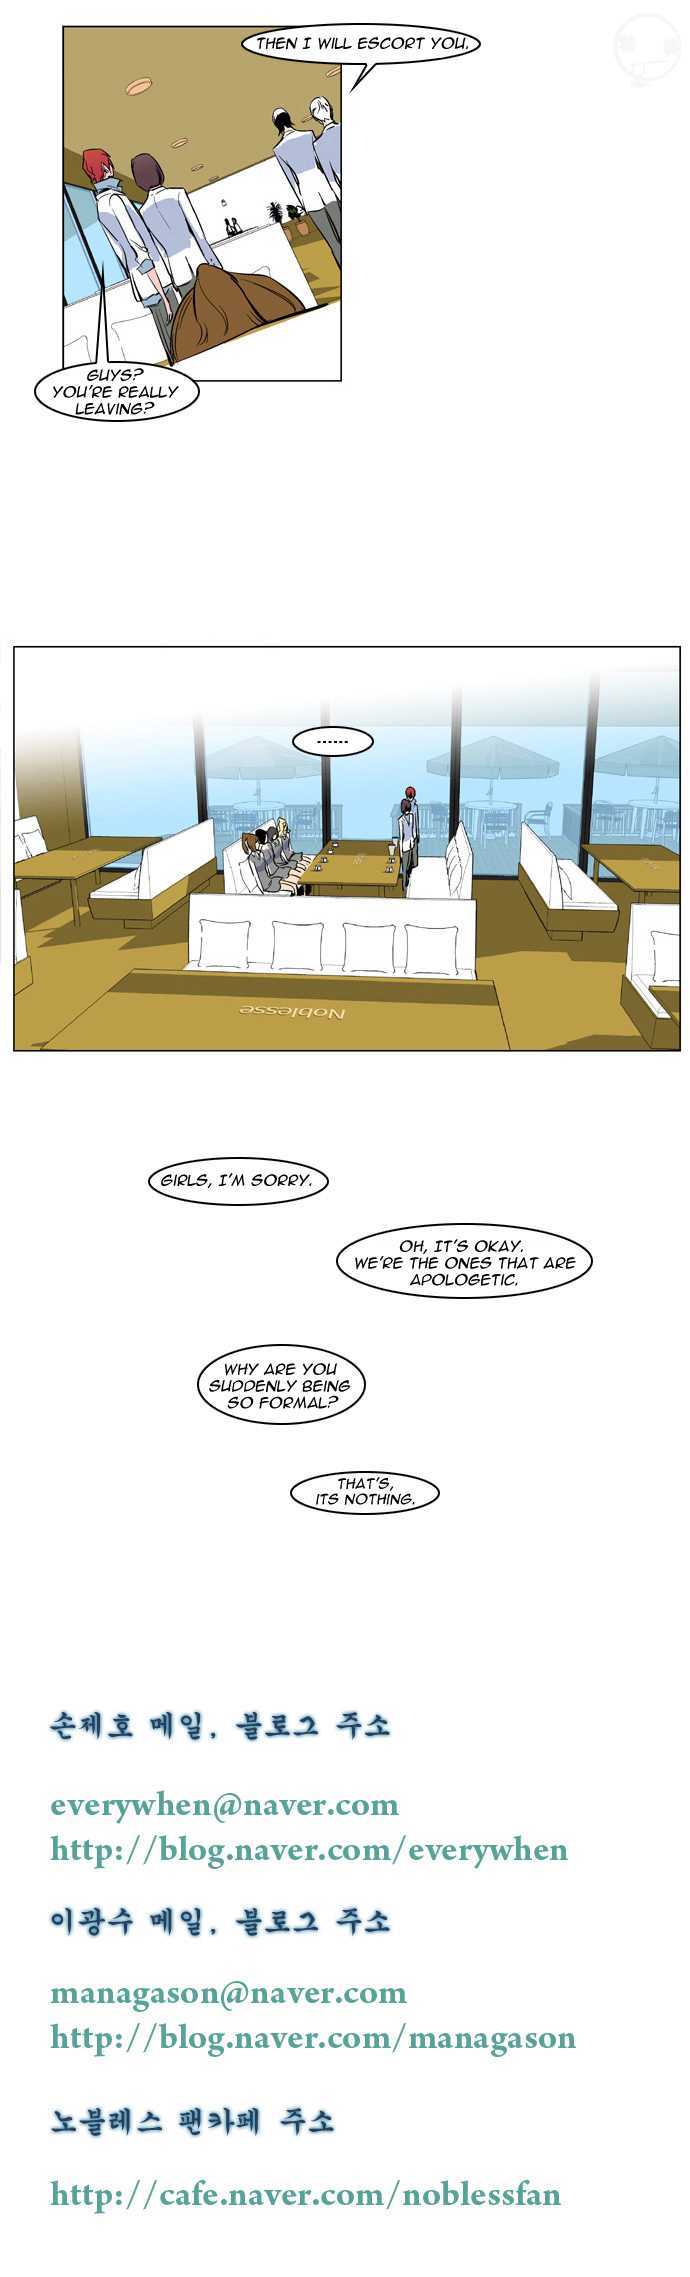 THEN I WILL ESCORT YOU.
GUYS?
YOU'RE REALLY
LEAVING?
......
Noblesse
GIRLS, I'M SORRY.
OH, IT'S OKAY.
WE'RE THE ONES THAT ARE
APOLOGETIC.
WHY ARE YOU
SUDDENLY BEING
SO FORMAL?
THAT'S,
ITS NOTHING.
손제호 메일, 블로그 주소
everywhen@naver.com
http://blog.naver.com/everywhen
이광수 메일, 블로그 주소
managason@naver.com
http://blog.naver.com/managason
노블레스 팬카페 주소
http://cafe.naver.com/noblessfan